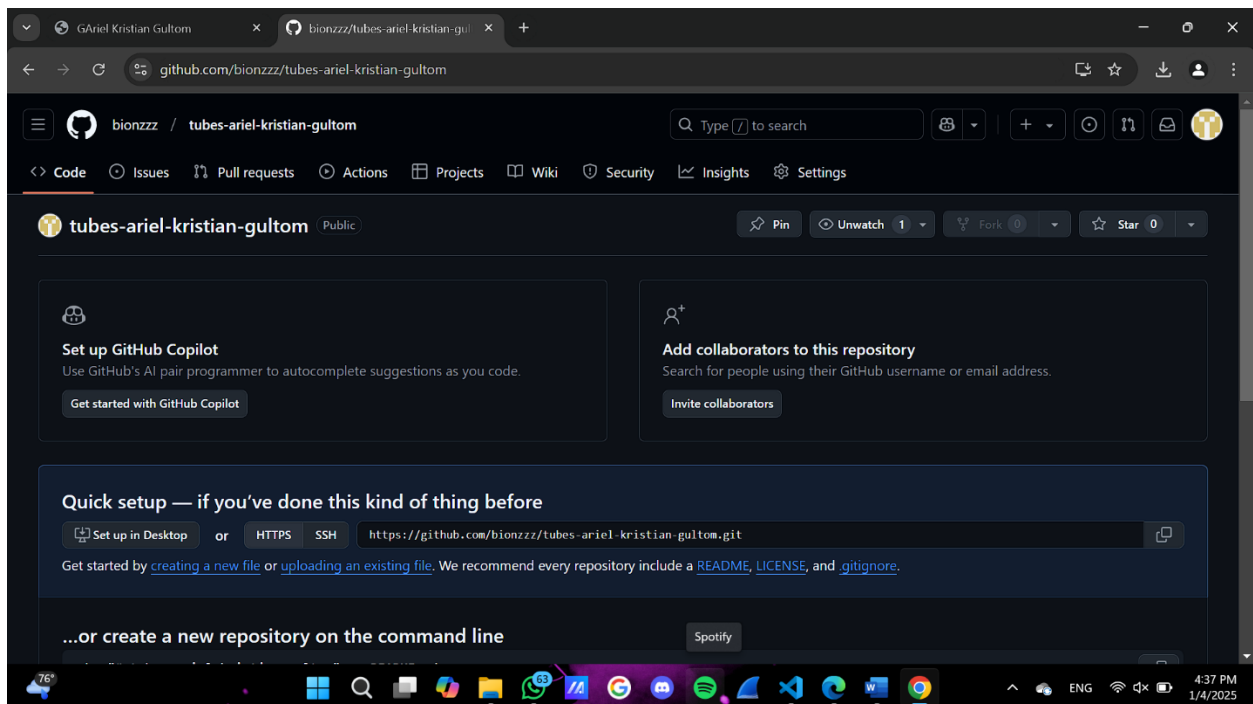 GAriel Kristian Gultom
bionzzz/tubes-ariel-kristian-gul
github.com/bionzzz/tubes-ariel-kristian-gultom
bionzzz / tubes-ariel-kristian-gultom
Type / to search
Code Issues Pull requests Actions Projects Wiki Security Insights Settings
tubes-ariel-kristian-gultom Public
Pin Unwatch 1 Fork 0 Star 0
Set up GitHub Copilot
Use GitHub's AI pair programmer to autocomplete suggestions as you code.
Get started with GitHub Copilot
Add collaborators to this repository
Search for people using their GitHub username or email address.
Invite collaborators
Quick setup — if you've done this kind of thing before
Set up in Desktop or HTTPS SSH https://github.com/bionzzz/tubes-ariel-kristian-gultom.git
Get started by creating a new file or uploading an existing file. We recommend every repository include a README, LICENSE, and .gitignore.
...or create a new repository on the command line
Spotify
76°
63
ENG
4:37 PM
1/4/2025